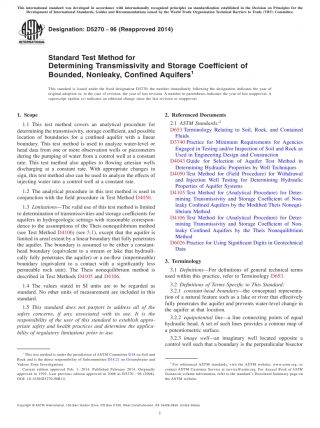 This international standard was developed in accordance with internationally recognized principles on standardization established in the Decision on Principles for the
Development of International Standards, Guides and Recommendations issued by the World Trade Organization Technical Barriers to Trade (TBT) Committee.
Designation: D5270 − 96 (Reapproved 2014)
Standard Test Method for
Determining Transmissivity and Storage Coefficient of
Bounded, Nonleaky, Confined Aquifers¹
This standard is issued under the fixed designation D5270; the number immediately following the designation indicates the year of
original adoption or, in the case of revision, the year of last revision. A number in parentheses indicates the year of last reapproval. A
superscript epsilon (ε) indicates an editorial change since the last revision or reapproval.
1. Scope
1.1 This test method covers an analytical procedure for
determining the transmissivity, storage coefficient, and possible
location of boundaries for a confined aquifer with a linear
boundary. This test method is used to analyze water-level or
head data from one or more observation wells or piezometers
during the pumping of water from a control well at a constant
rate. This test method also applies to flowing artesian wells
discharging at a constant rate. With appropriate changes in
sign, this test method also can be used to analyze the effects of
injecting water into a control well at a constant rate.
1.2 The analytical procedure in this test method is used in
conjunction with the field procedure in Test Method D4050.
1.3 Limitations—The valid use of this test method is limited
to determination of transmissivities and storage coefficients for
aquifers in hydrogeologic settings with reasonable correspon-
dence to the assumptions of the Theis nonequilibrium method
(see Test Method D4106) (see 5.1), except that the aquifer is
limited in areal extent by a linear boundary that fully penetrates
the aquifer. The boundary is assumed to be either a constant-
head boundary (equivalent to a stream or lake that hydrauli-
cally fully penetrates the aquifer) or a no-flow (impermeable)
boundary (equivalent to a contact with a significantly less
permeable rock unit). The Theis nonequilibrium method is
described in Test Methods D4105 and D4106.
1.4 The values stated in SI units are to be regarded as
standard. No other units of measurement are included in this
standard.
1.5 This standard does not purport to address all of the
safety concerns, if any, associated with its use. It is the
responsibility of the user of this standard to establish appro-
priate safety and health practices and determine the applica-
bility of regulatory limitations prior to use.
¹ This test method is under the jurisdiction of ASTM Committee D18 on Soil and
Rock and is the direct responsibility of Subcommittee D18.21 on Groundwater and
Vadose Zone Investigations.
Current edition approved Feb. 1, 2014. Published February 2014. Originally
approved in 1992. Last previous edition approved in 2008 as D5270 – 96 (2008).
DOI: 10.1520/D5270-96R14.
2. Referenced Documents
2.1 ASTM Standards:²
D653 Terminology Relating to Soil, Rock, and Contained
Fluids
D3740 Practice for Minimum Requirements for Agencies
Engaged in Testing and/or Inspection of Soil and Rock as
Used in Engineering Design and Construction
D4043 Guide for Selection of Aquifer Test Method in
Determining Hydraulic Properties by Well Techniques
D4050 Test Method for (Field Procedure) for Withdrawal
and Injection Well Testing for Determining Hydraulic
Properties of Aquifer Systems
D4105 Test Method for (Analytical Procedure) for Deter-
mining Transmissivity and Storage Coefficient of Non-
leaky Confined Aquifers by the Modified Theis Nonequi-
librium Method
D4106 Test Method for (Analytical Procedure) for Deter-
mining Transmissivity and Storage Coefficient of Non-
leaky Confined Aquifers by the Theis Nonequilibrium
Method
D6026 Practice for Using Significant Digits in Geotechnical
Data
3. Terminology
3.1 Definitions—For definitions of general technical terms
used within this practice, refer to Terminology D653.
3.2 Definitions of Terms Specific to This Standard:
3.2.1 constant-head boundary—the conceptual representa-
tion of a natural feature such as a lake or river that effectively
fully penetrates the aquifer and prevents water-level change in
the aquifer at that location.
3.2.2 equipotential line—a line connecting points of equal
hydraulic head. A set of such lines provides a contour map of
a potentiometric surface.
3.2.3 image well—an imaginary well located opposite a
control well such that a boundary is the perpendicular bisector
² For referenced ASTM standards, visit the ASTM website, www.astm.org, or
contact ASTM Customer Service at service@astm.org. For Annual Book of ASTM
Standards volume information, refer to the standard's Document Summary page on
the ASTM website.
Copyright © ASTM International, 100 Barr Harbor Drive, PO Box C700, West Conshohocken, PA 19428-2959. United States
1